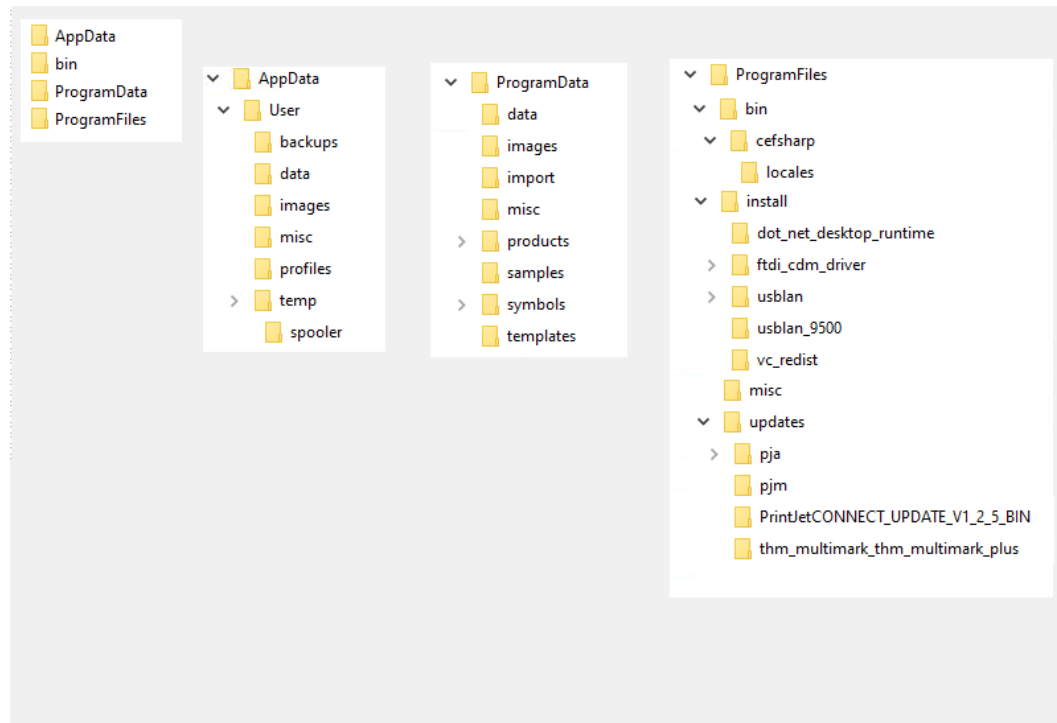 AppData
bin
ProgramData
ProgramFiles
AppData
User
backups
data
images
misc
profiles
temp
spooler
ProgramData
data
images
import
misc
products
samples
symbols
templates
ProgramFiles
bin
cefsharp
locales
install
dot_net_desktop_runtime
ftdi_cdm_driver
usblan
usblan_9500
vc_redist
misc
updates
pja
pjm
PrintJetCONNECT_UPDATE_V1_2_5_BIN
thm_multimark_thm_multimark_plus